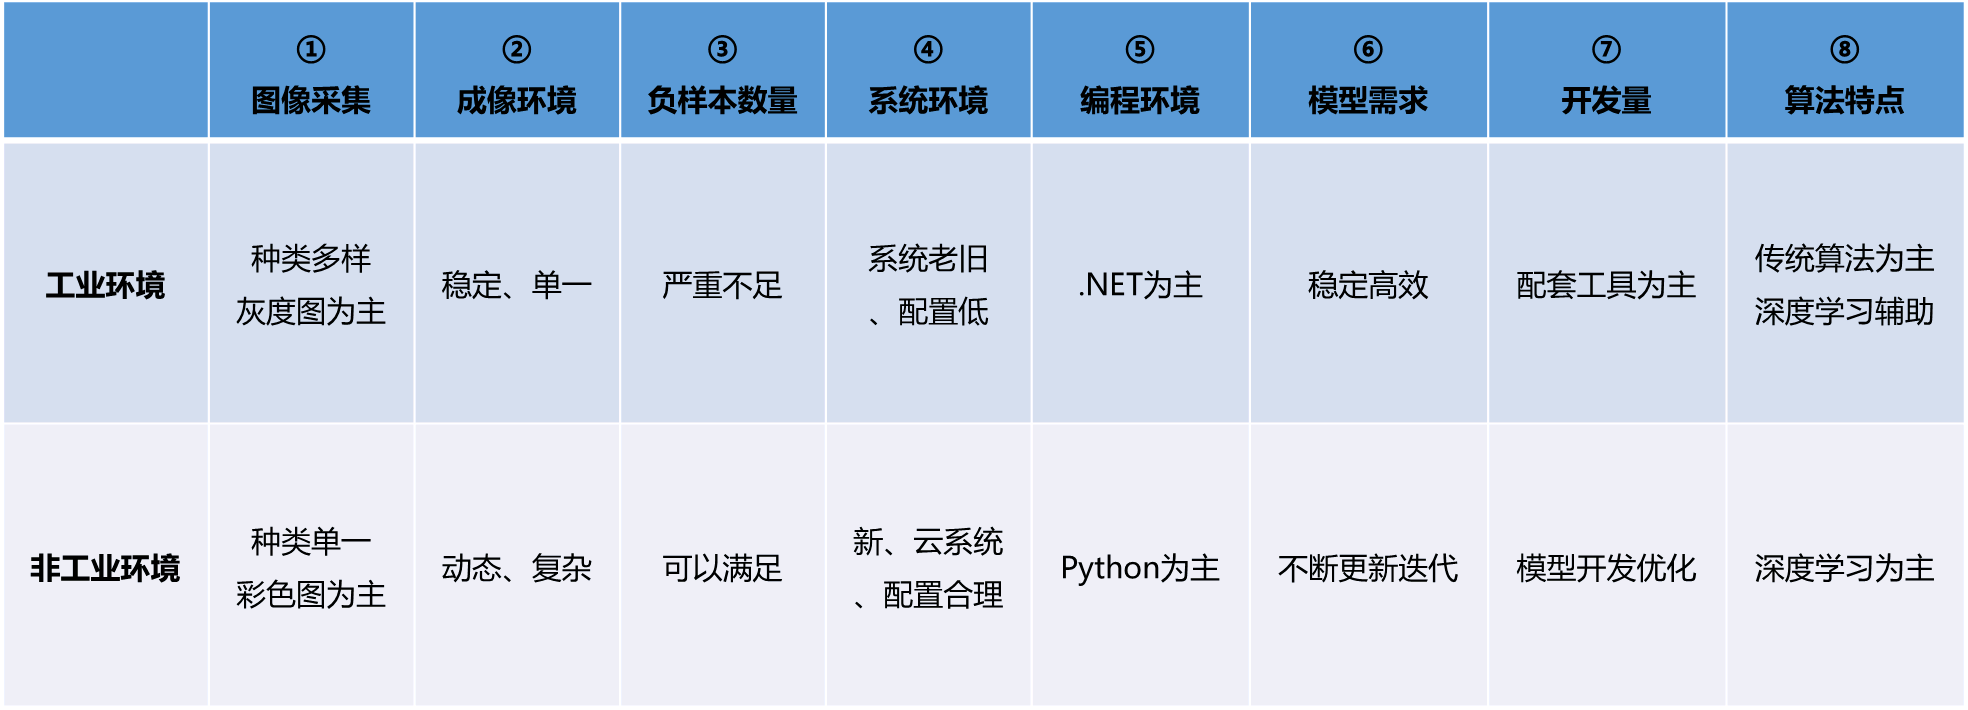 ①
图像采集
②
成像环境
③
负样本数量
④
系统环境
⑤
编程环境
⑥
模型需求
⑦
开发量
⑧
算法特点
工业环境
种类多样
灰度图为主
稳定、单一
严重不足
系统老旧
、配置低
.NET为主
稳定高效
配套工具为主
传统算法为主
深度学习辅助
非工业环境
种类单一
彩色图为主
动态、复杂
可以满足
新、云系统
、配置合理
Python为主
不断更新迭代
模型开发优化
深度学习为主